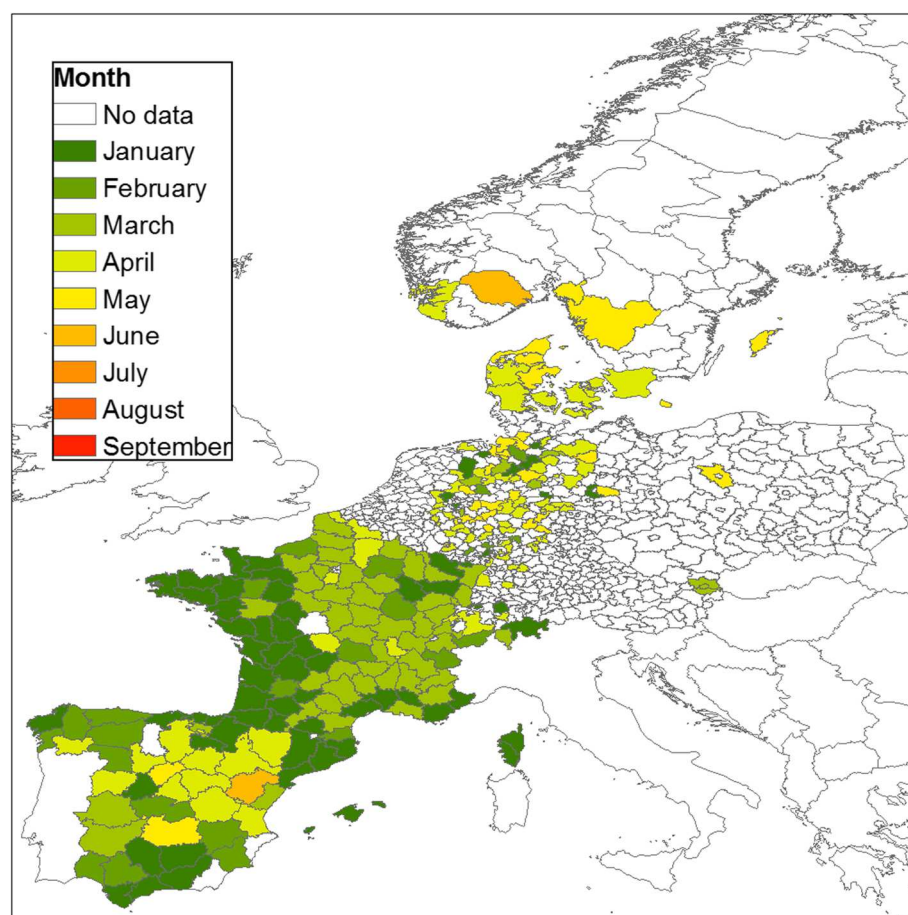 Month
No data
January
February
March
April
May
June
July
August
September